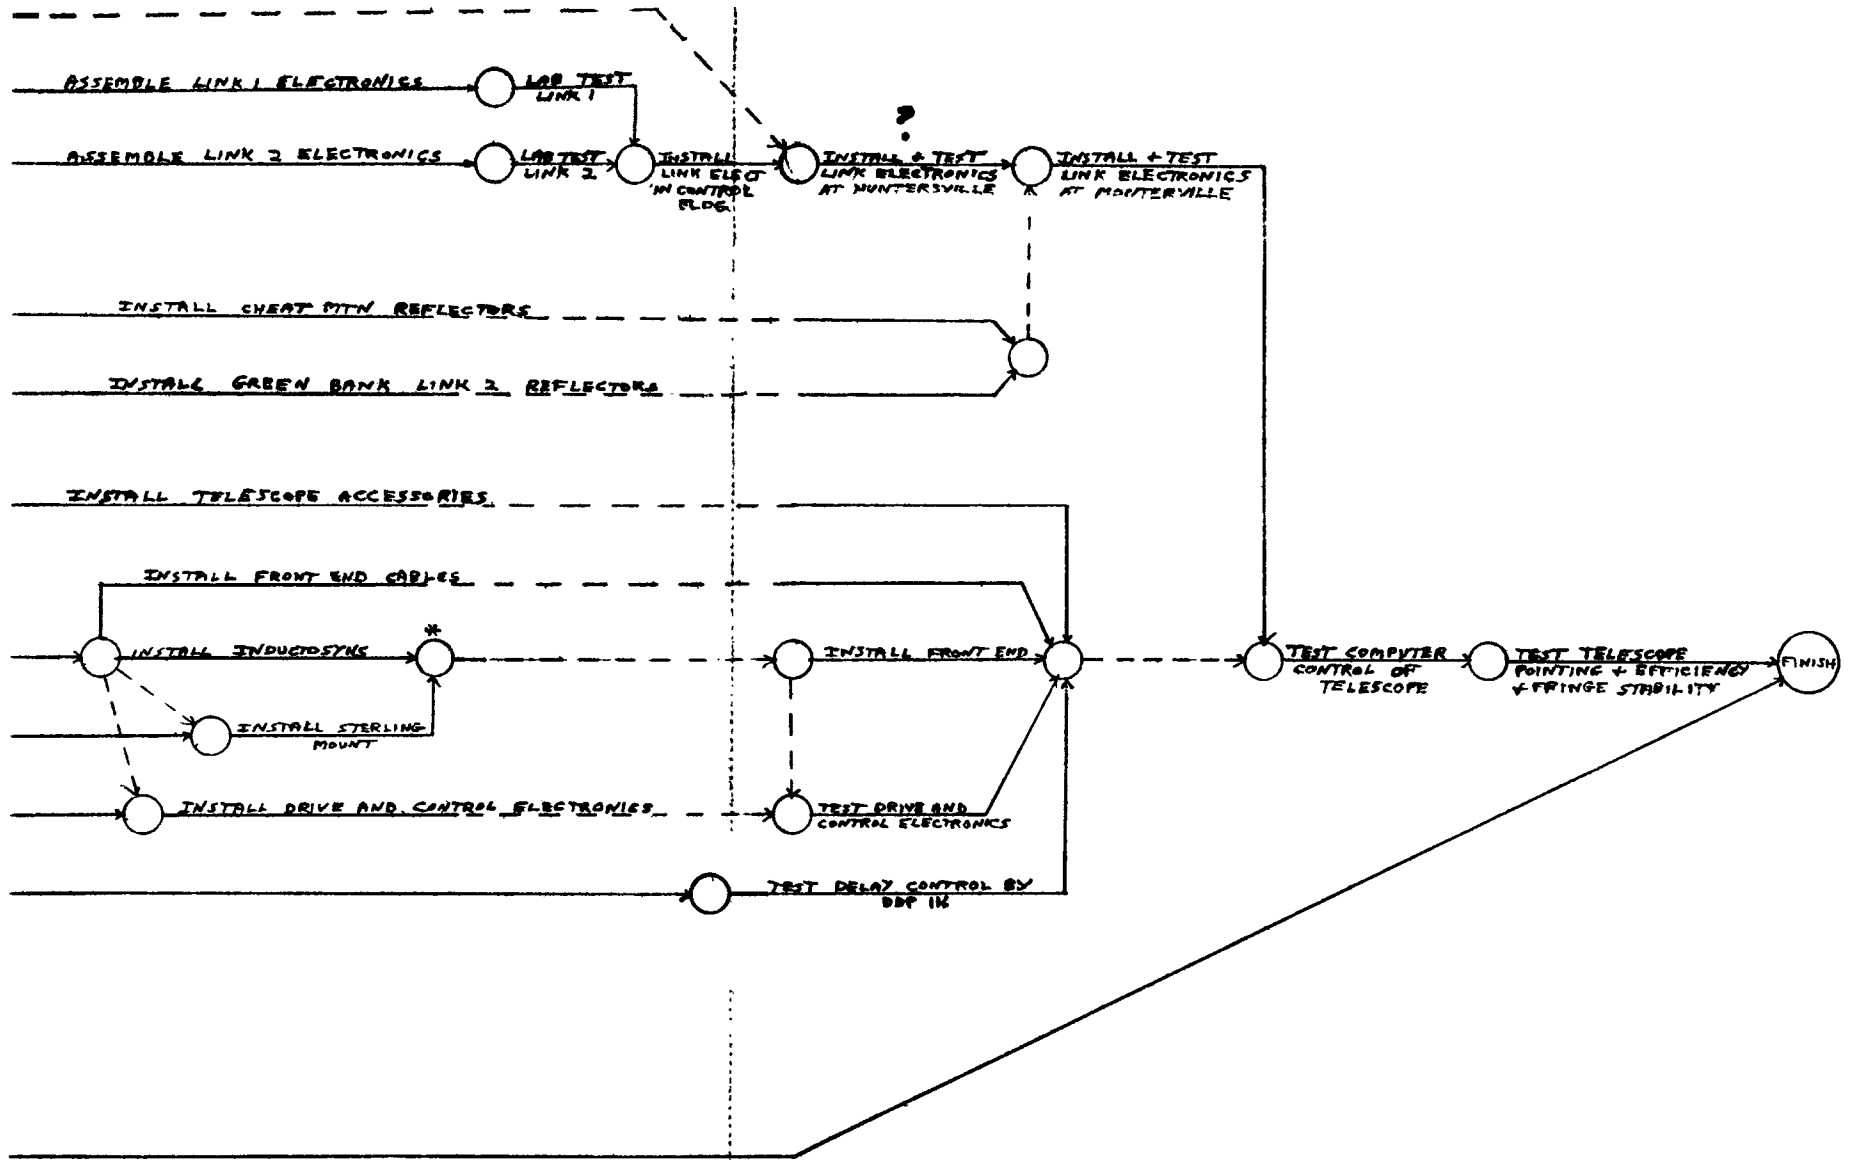 ASSEMBLE LINK 1 ELECTRONICS
LAB TEST
LINK 1
?
ASSEMBLE LINK 2 ELECTRONICS
LAB TEST
LINK 2
INSTALL
LINK ELECT
IN CONTROL
BLDG
INSTALL + TEST
LINK ELECTRONICS
AT HUNTERSVILLE
INSTALL + TEST
LINK ELECTRONICS
AT MONTERVILLE
INSTALL CHEAT MTN REFLECTORS
INSTALL GREEN BANK LINK 2 REFLECTORS
INSTALL TELESCOPE ACCESSORIES
INSTALL FRONT END CABLES
*
INSTALL INDUCTOSYNS
INSTALL FRONT END
TEST COMPUTER
CONTROL OF
TELESCOPE
TEST TELESCOPE
POINTING + EFFICIENCY
+ FRINGE STABILITY
FINISH
INSTALL STERLING
MOUNT
INSTALL DRIVE AND CONTROL ELECTRONICS
TEST DRIVE AND
CONTROL ELECTRONICS
TEST DELAY CONTROL BY
DDP 116